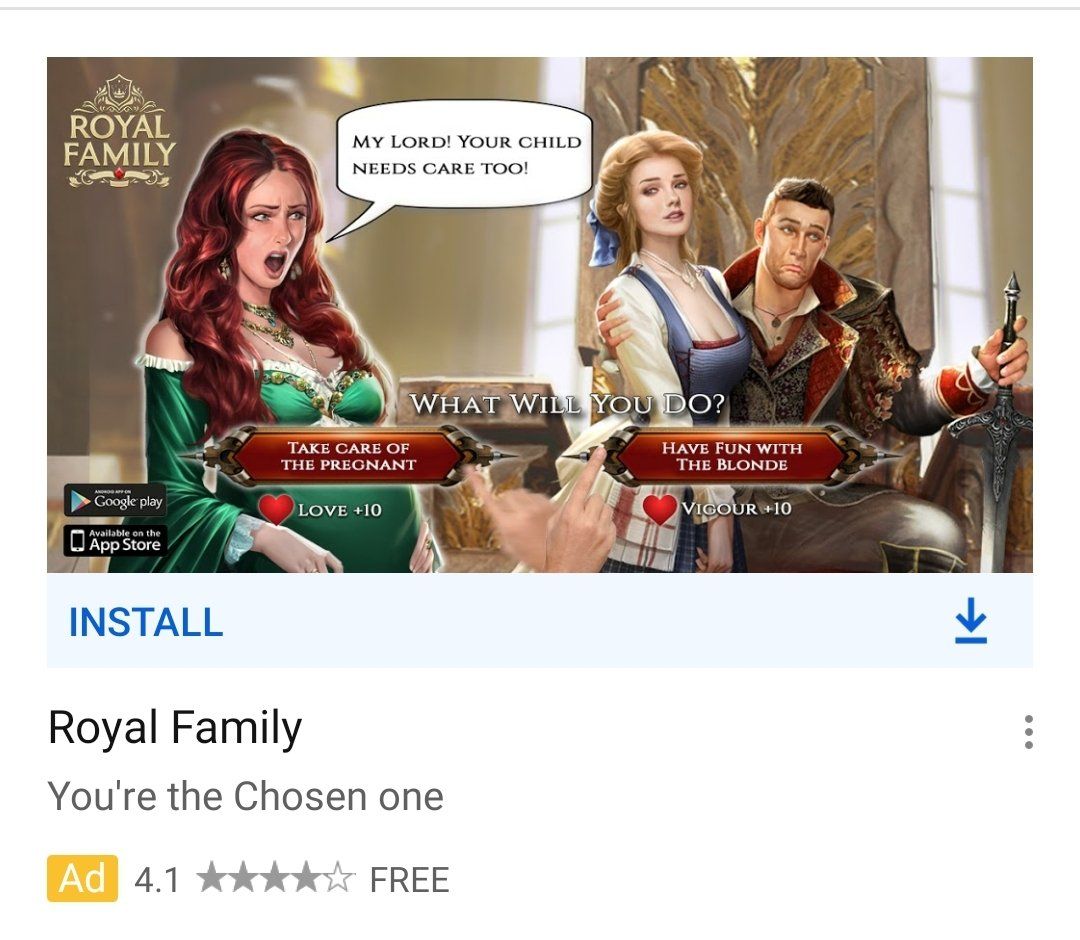 ROYAL
FAMILY
MY LORD! YOUR CHILD
NEEDS CARE TOO!
WHAT WILL YOU DO?
TAKE CARE OF
THE PREGNANT
HAVE FUN WITH
THE BLONDE
LOVE +10
VIGOUR +10
ANDROID APP ON
Google play
Available on the
App Store
INSTALL
Royal Family
You're the Chosen one
Ad 4.1 FREE